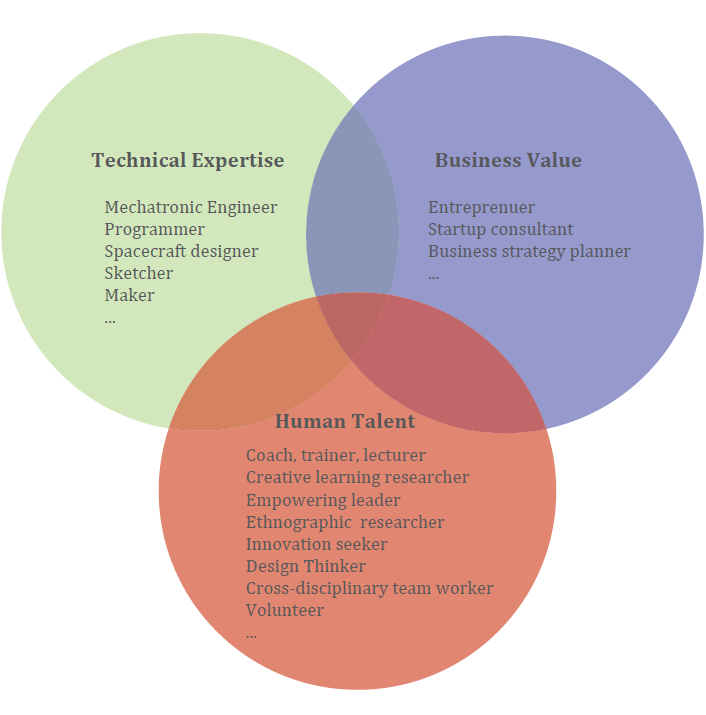 Technical Expertise
Mechatronic Engineer
Programmer
Spacecraft designer
Sketcher
Maker
...
Business Value
Entreprenuer
Startup consultant
Business strategy planner
...
Human Talent
Coach, trainer, lecturer
Creative learning researcher
Empowering leader
Ethnographic  researcher
Innovation seeker
Design Thinker
Cross-disciplinary team worker
Volunteer
...